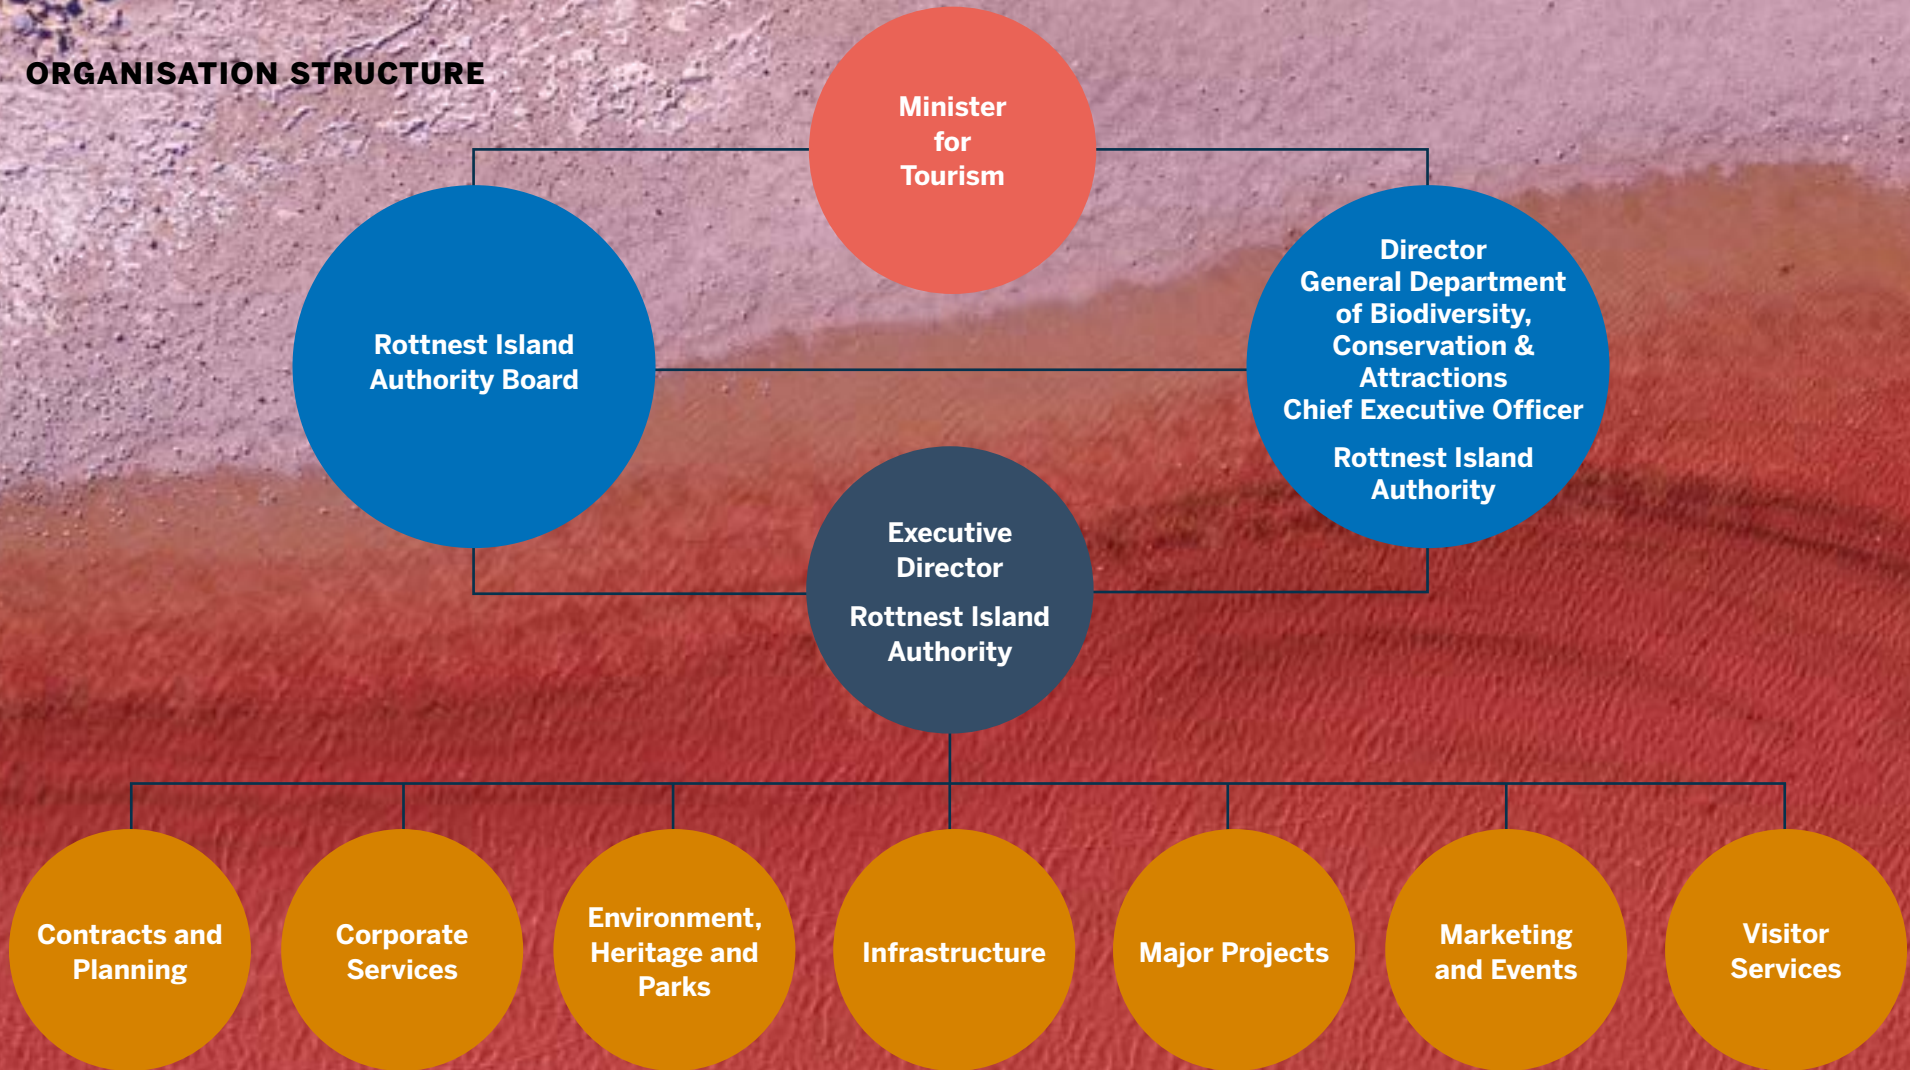 ORGANISATION STRUCTURE
Minister
for
Tourism
Rottnest Island
Authority Board
Director
General Department
of Biodiversity,
Conservation &
Attractions
Chief Executive Officer
Rottnest Island
Authority
Executive
Director
Rottnest Island
Authority
Contracts and
Planning
Corporate
Services
Environment,
Heritage and
Parks
Infrastructure
Major Projects
Marketing
and Events
Visitor
Services